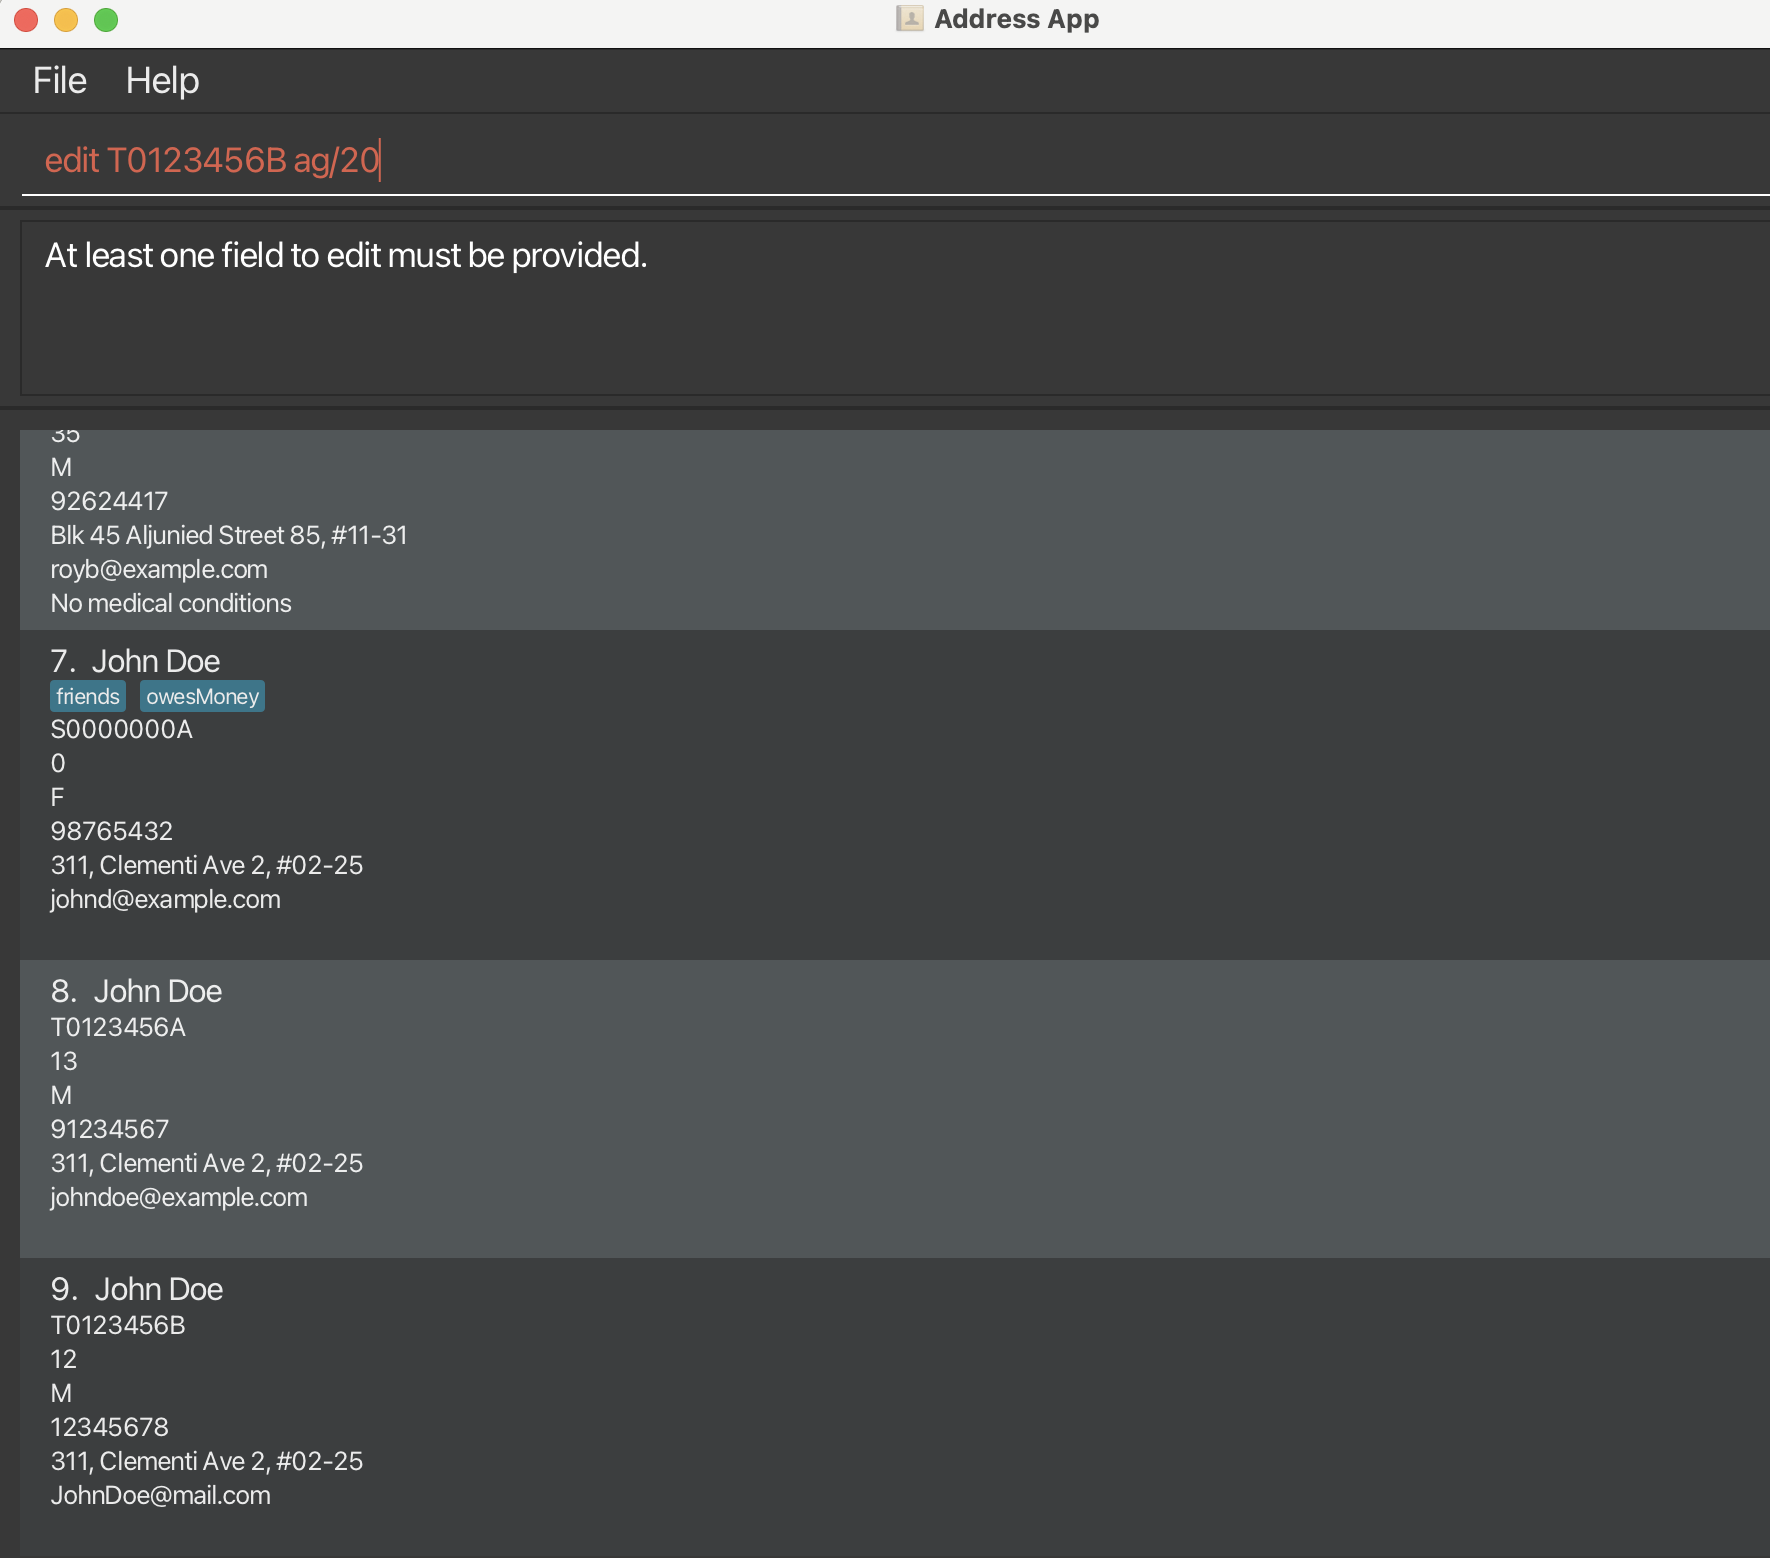 Address App
File Help
edit T0123456B ag/20
At least one field to edit must be provided.
35
M
92624417
Blk 45 Aljunied Street 85, #11-31
royb@example.com
No medical conditions
7. John Doe
friends owesMoney
S0000000A
0
F
98765432
311, Clementi Ave 2, #02-25
johnd@example.com
8. John Doe
T0123456A
13
M
91234567
311, Clementi Ave 2, #02-25
johndoe@example.com
9. John Doe
T0123456B
12
M
12345678
311, Clementi Ave 2, #02-25
JohnDoe@mail.com